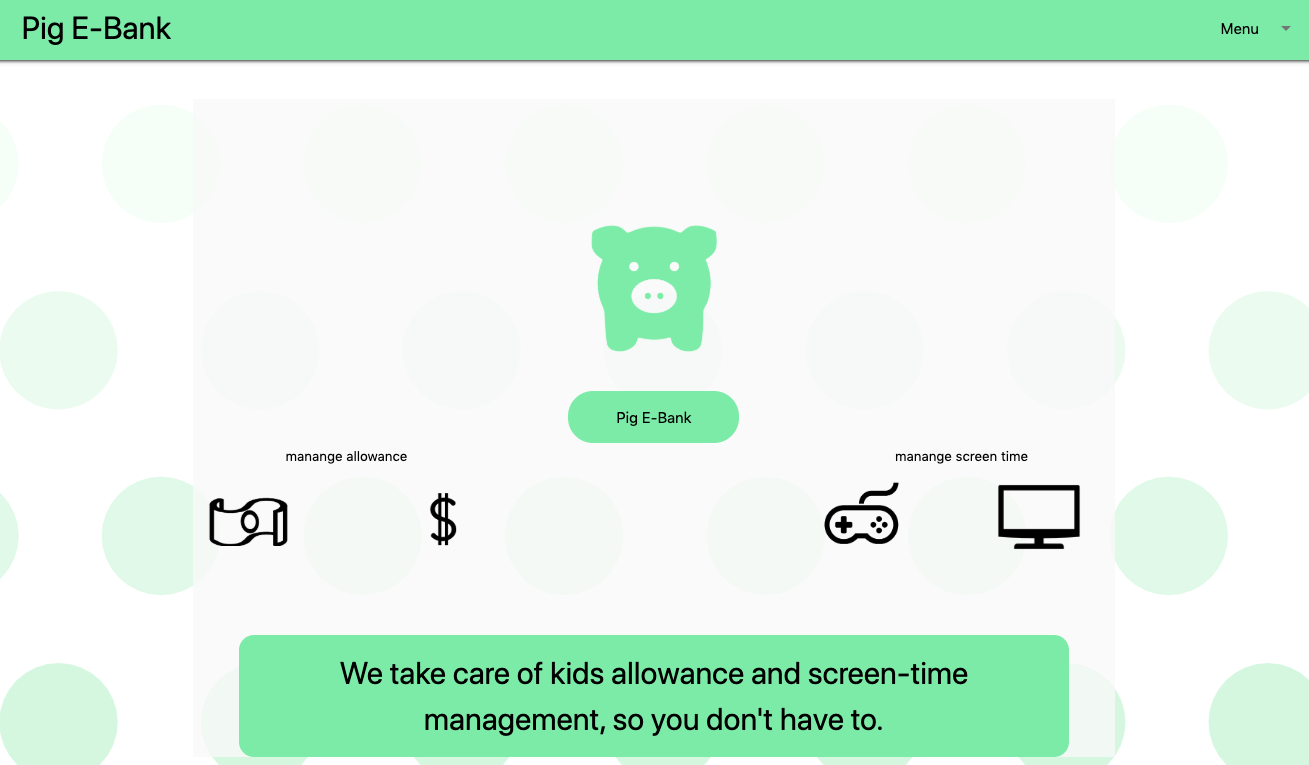 Pig E-Bank
Menu
Pig E-Bank
manange allowance
manange screen time
We take care of kids allowance and screen-time
management, so you don't have to.